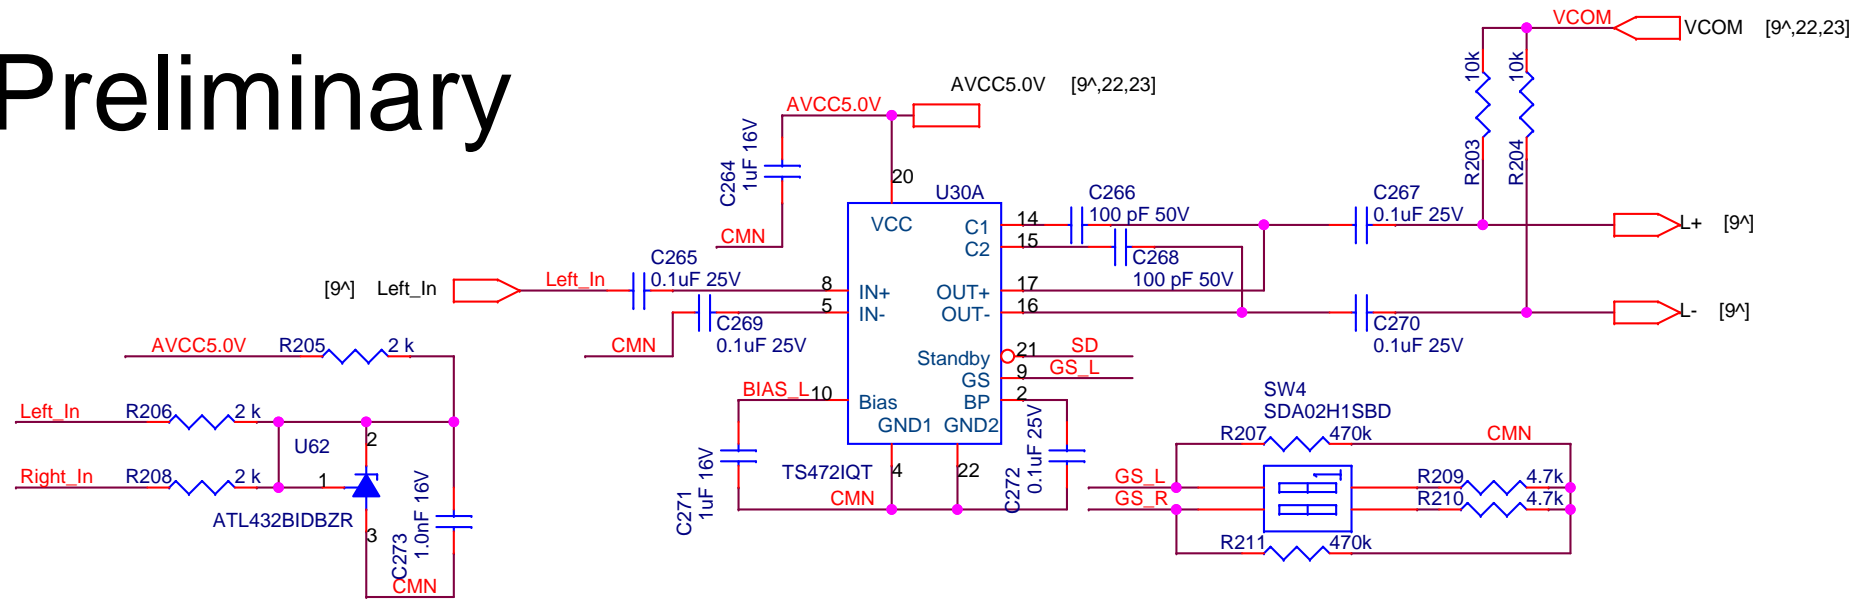 Preliminary
VCOM
VCOM [9^,22,23]
10k
10k
R203
R204
AVCC5.0V [9^,22,23]
AVCC5.0V
C264
1uF 16V
CMN
20
U30A
VCC
C1
C2
14
15
C266
100 pF 50V
C268
100 pF 50V
C267
0.1uF 25V
L+ [9^]
[9^] Left_In
Left_In
C265
0.1uF 25V
8
5
IN+
IN-
OUT+
OUT-
17
16
CMN
C269
0.1uF 25V
C270
0.1uF 25V
L- [9^]
AVCC5.0V
R205
2 k
Standby
21
SD
GS
9
GS_L
BIAS_L
10
Bias
BP
2
GND1
GND2
Left_In
R206
2 k
U62
2
Right_In
R208
2 k
1
ATL432BIDBZR
3
C273
1.0nF 16V
CMN
C271
1uF 16V
TS472IQT
4
22
CMN
C272
0.1uF 25V
SW4
SDA02H1SBD
R207
470k
CMN
GS_L
GS_R
1
R209
4.7k
R210
4.7k
R211
470k